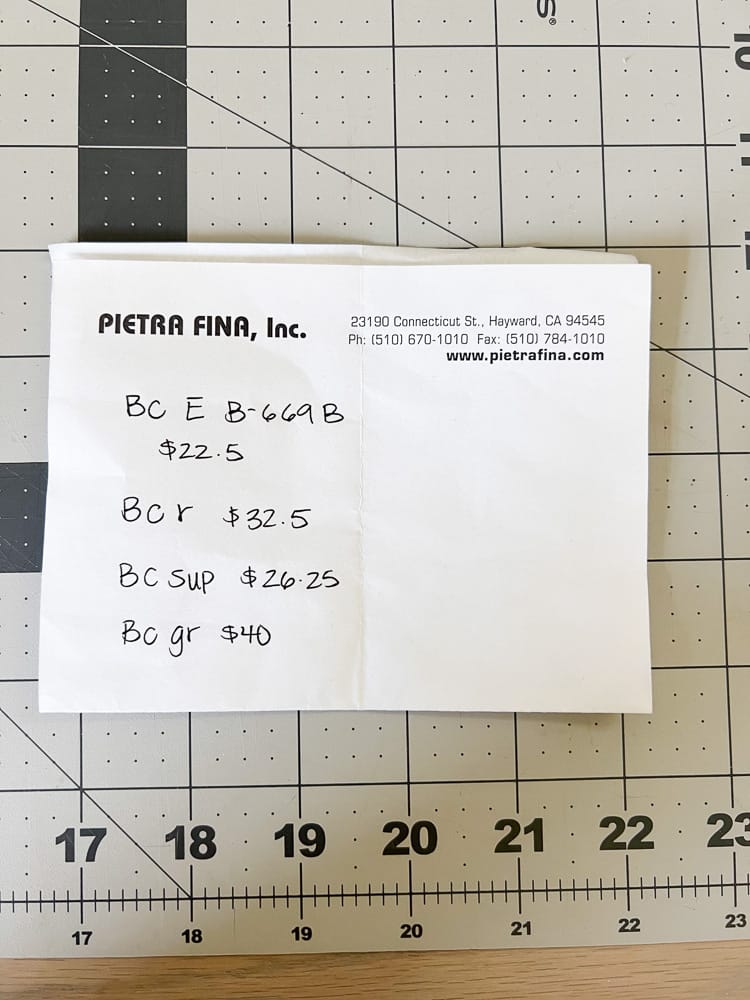 S®
PIETRA FINA, Inc.
23190 Connecticut St., Hayward, CA 94545
Ph: (510) 670-1010 Fax: (510) 784-1010
www.pietrafina.com
BC E B-669B
$22.5
BC r $32.5
BC sup $26.25
BC gr $40
17 18 19 20 21 22 23
17 18 19 20 21 22 23